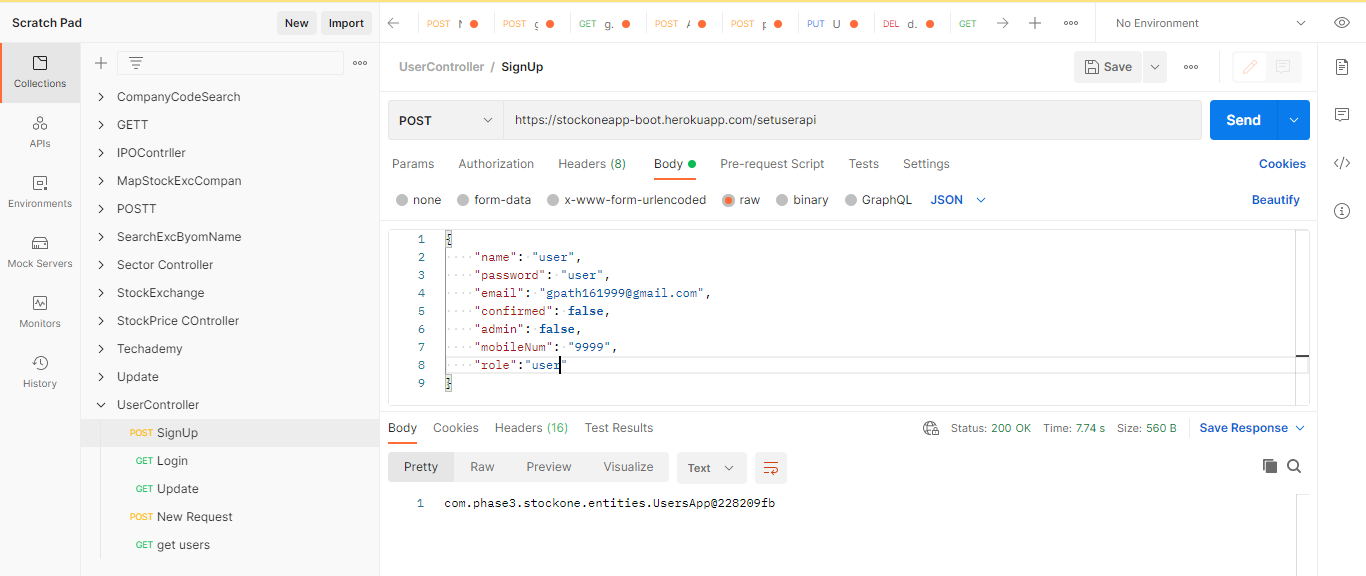 Scratch Pad New Import
POST POST g GET g. POST POST p PUT U DEL d. GET No Environment
Collections
APIs
Environments
Mock Servers
Monitors
History
CompanyCodeSearch
GETT
IPOContrller
MapStockExcCompan
POSTT
SearchExcByomName
Sector Controller
StockExchange
StockPrice COntroller
Techademy
Update
UserController
POST SignUp
GET Login
GET Update
POST New Request
GET get users
UserController / SignUp Save
POST https://stockoneapp-boot.herokuapp.com/setuserapi Send
Params Authorization Headers (8) Body Pre-request Script Tests Settings Cookies
none form-data x-www-form-urlencoded raw binary GraphQL JSON Beautify
1 {
2 "name": "user",
3 "password": "user",
4 "email": "gpath161999@gmail.com",
5 "confirmed": false,
6 "admin": false,
7 "mobileNum": "9999",
8 "role":"user"
9 }
Body Cookies Headers (16) Test Results Status: 200 OK Time: 7.74 s Size: 560 B Save Response
Pretty Raw Preview Visualize Text
1 com.phase3.stockone.entities.UsersApp@228209fb